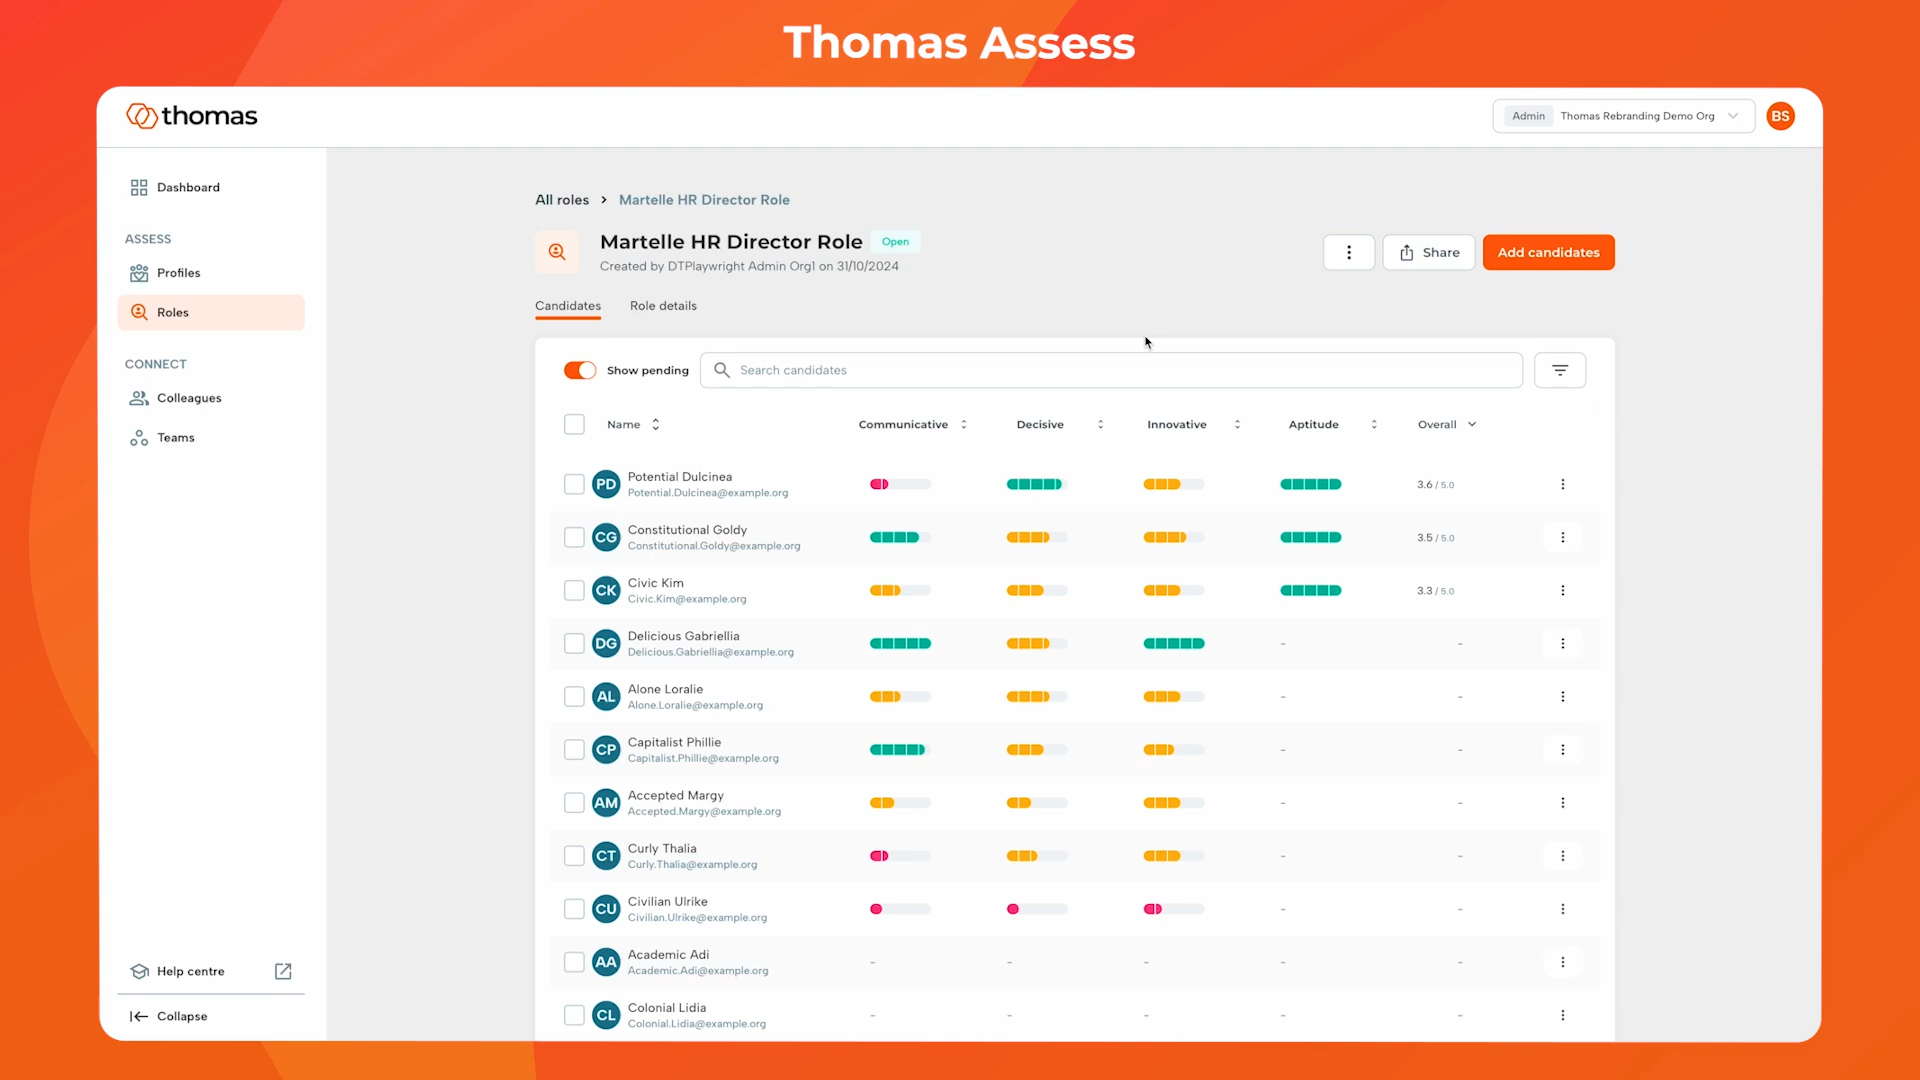 Thomas Assess
thomas
Admin Thomas Rebranding Demo Org
BS
Dashboard
ASSESS
Profiles
Roles
CONNECT
Colleagues
Teams
Help centre
Collapse
All roles > Martelle HR Director Role
Martelle HR Director Role Open
Created by DTPlaywright Admin Org1 on 31/10/2024
Share
Add candidates
Candidates Role details
Show pending
Search candidates
Name Communicative Decisive Innovative Aptitude Overall
PD Potential Dulcinea
Potential.Dulcinea@example.org
3.6 / 5.0
CG Constitutional Goldy
Constitutional.Goldy@example.org
3.5 / 5.0
CK Civic Kim
Civic.Kim@example.org
3.3 / 5.0
DG Delicious Gabriellia
Delicious.Gabriellia@example.org
- -
AL Alone Loralie
Alone.Loralie@example.org
- -
CP Capitalist Phillie
Capitalist.Phillie@example.org
- -
AM Accepted Margy
Accepted.Margy@example.org
- -
CT Curly Thalia
Curly.Thalia@example.org
- -
CU Civilian Ulrike
Civilian.Ulrike@example.org
- -
AA Academic Adi
Academic.Adi@example.org
- - - - -
CL Colonial Lidia
Colonial.Lidia@example.org
- - - - -